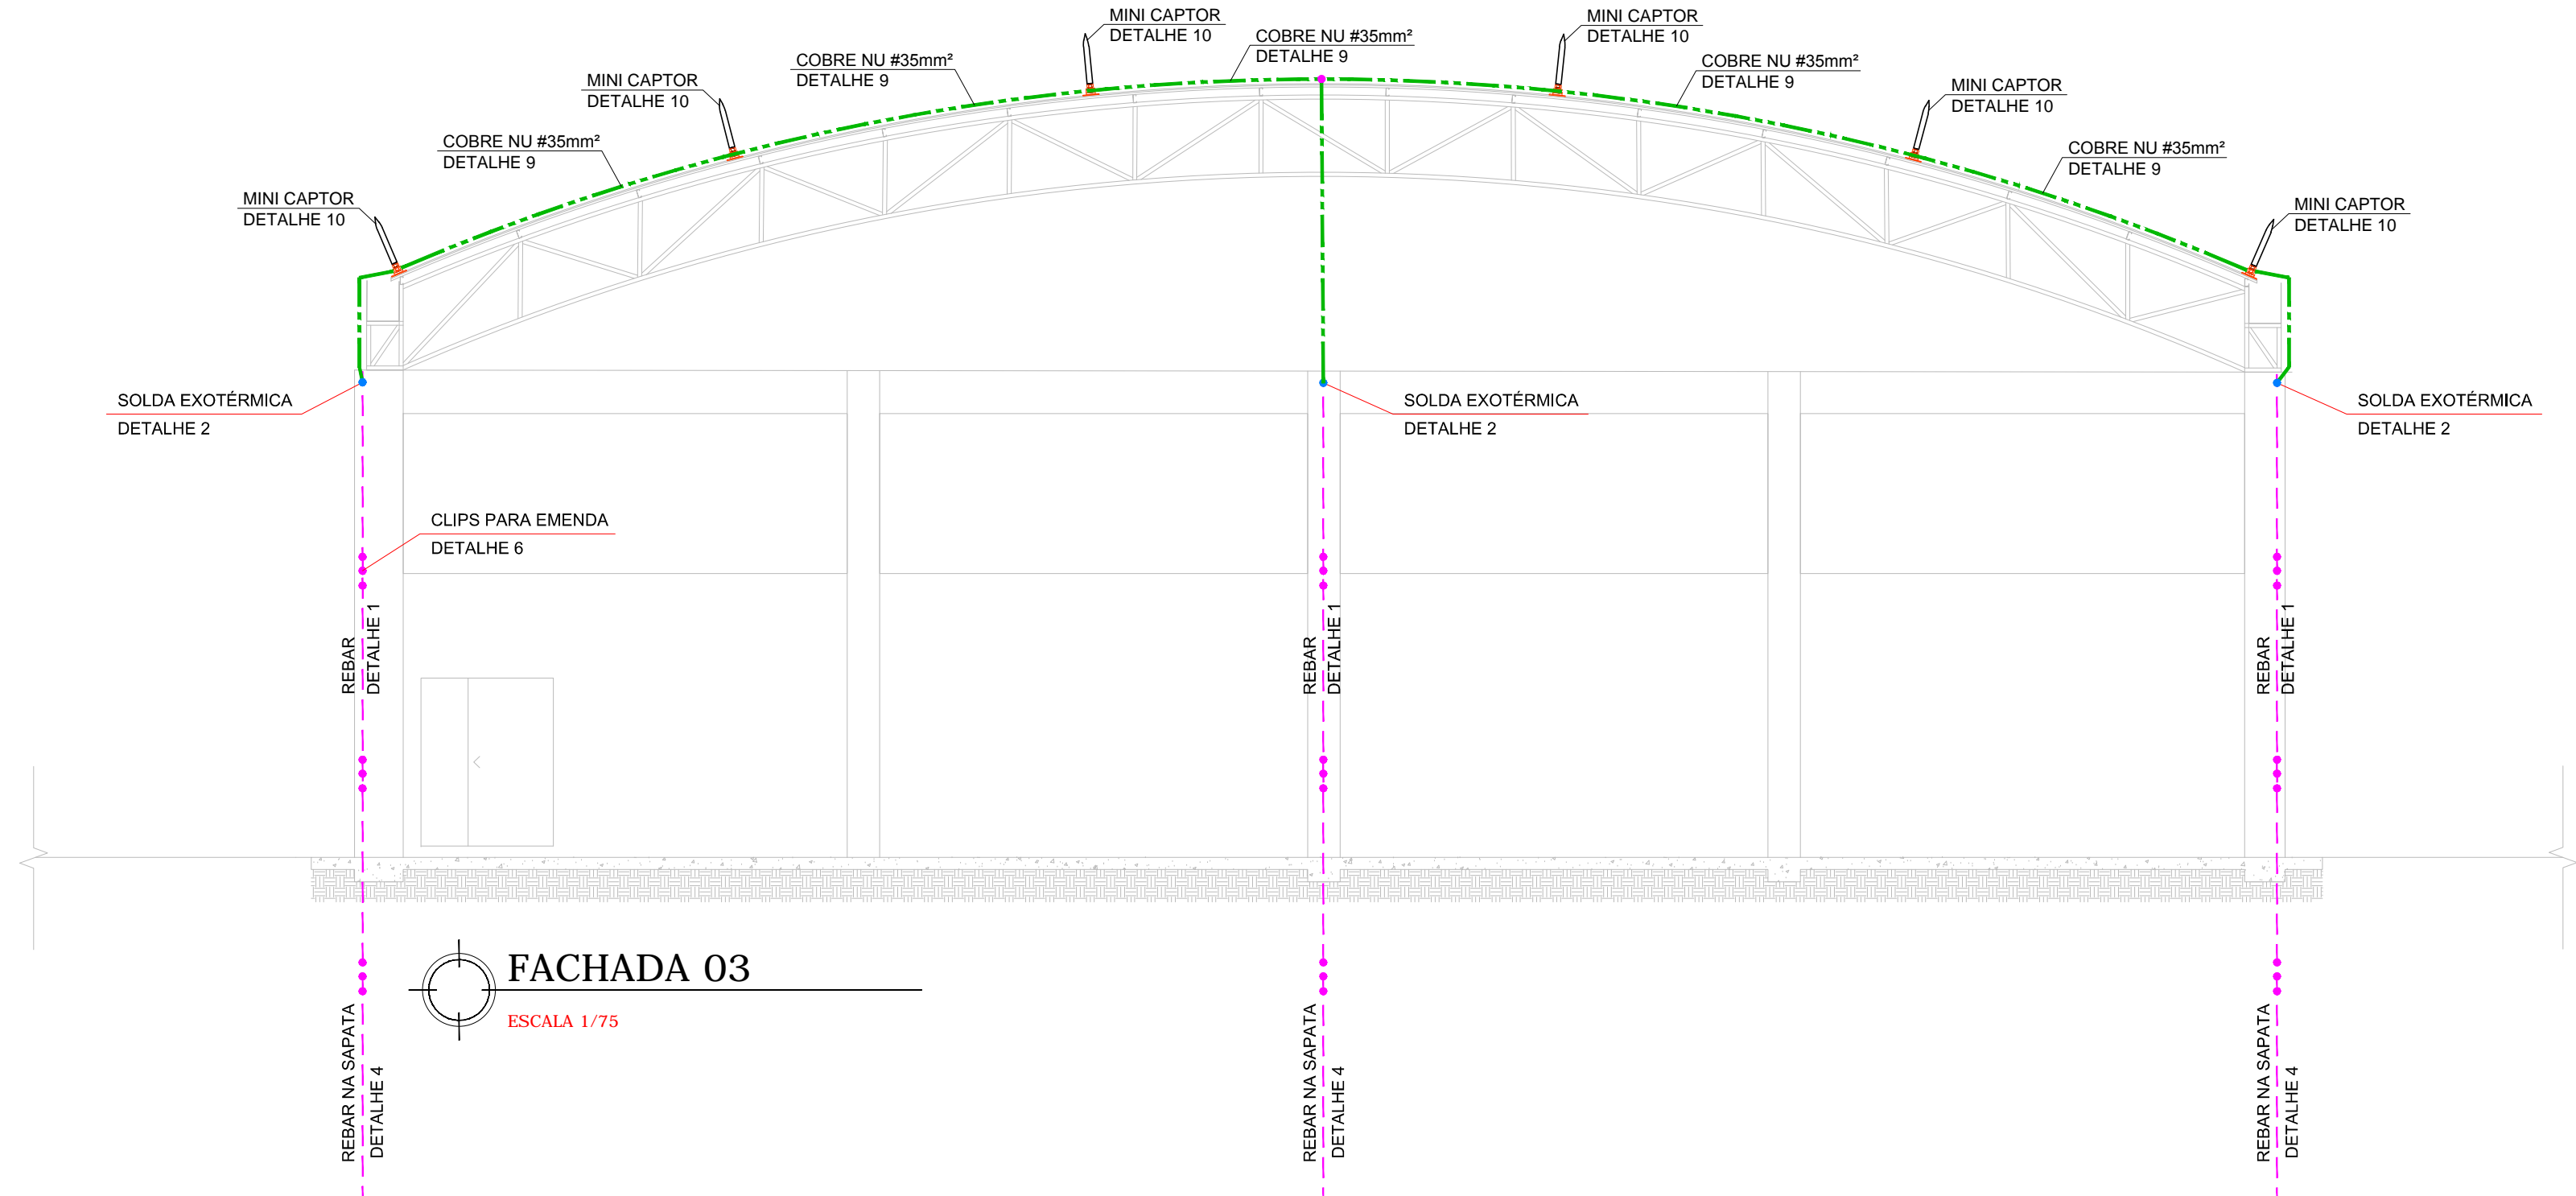 MINI CAPTOR
DETALHE 10
COBRE NU #35mm²
DETALHE 9
MINI CAPTOR
DETALHE 10
COBRE NU #35mm²
DETALHE 9
COBRE NU #35mm²
DETALHE 9
MINI CAPTOR
DETALHE 10
MINI CAPTOR
DETALHE 10
COBRE NU #35mm²
DETALHE 9
COBRE NU #35mm²
DETALHE 9
MINI CAPTOR
DETALHE 10
MINI CAPTOR
DETALHE 10
SOLDA EXOTÉRMICA
DETALHE 2
SOLDA EXOTÉRMICA
DETALHE 2
SOLDA EXOTÉRMICA
DETALHE 2
CLIPS PARA EMENDA
DETALHE 6
REBAR
DETALHE 1
REBAR
DETALHE 1
REBAR
DETALHE 1
FACHADA 03
ESCALA 1/75
REBAR NA SAPATA
DETALHE 4
REBAR NA SAPATA
DETALHE 4
REBAR NA SAPATA
DETALHE 4